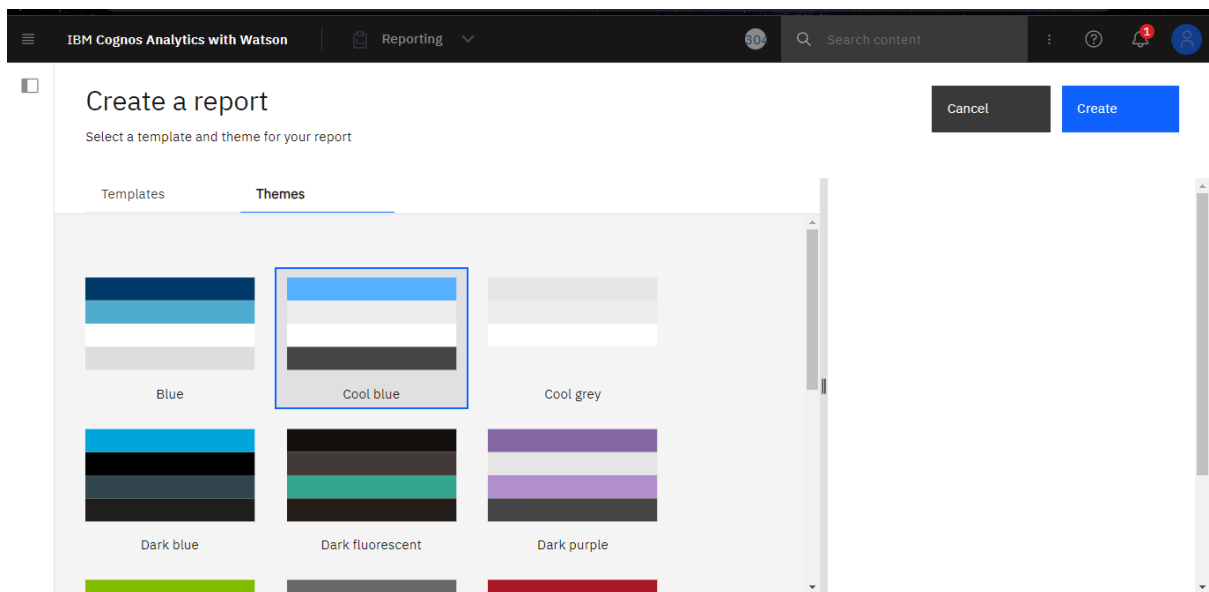 IBM Cognos Analytics with Watson
Reporting
304
Search content
1
Create a report
Cancel
Create
Select a template and theme for your report
Templates
Themes
Blue
Cool blue
Cool grey
Dark blue
Dark fluorescent
Dark purple